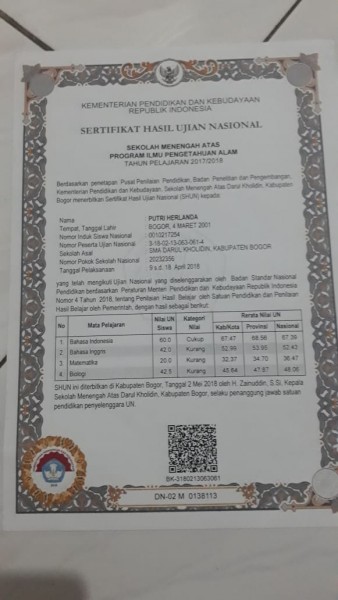 KEMENTERIAN PENDIDIKAN DAN KEBUDAYAAN
REPUBLIK INDONESIA
SERTIFIKAT HASIL UJIAN NASIONAL
SEKOLAH MENENGAH ATAS
PROGRAM ILMU PENGETAHUAN ALAM
TAHUN PELAJARAN 2017/2018
Berdasarkan penetapan Pusat Penilaian Pendidikan, Badan Penelitian dan Pengembangan,
Kementerian Pendidikan dan Kebudayaan, Sekolah Menengah Atas Darul Kholidin, Kabupaten
Bogor menerbitkan Sertifikat Hasil Ujian Nasional (SHUN) kepada:
Nama : PUTRI HERLANDA
Tempat, Tanggal Lahir : BOGOR, 4 MARET 2001
Nomor Induk Siswa Nasional : 0010217254
Nomor Peserta Ujian Nasional : 3-18-02-13-063-061-4
Sekolah Asal : SMA DARUL KHOLIDIN, KABUPATEN BOGOR
Nomor Pokok Sekolah Nasional : 20232356
Tanggal Pelaksanaan : 9 s.d. 18 April 2018
yang telah mengikuti Ujian Nasional yang diselenggarakan oleh Badan Standar Nasional
Pendidikan berdasarkan Peraturan Menteri Pendidikan dan Kebudayaan Republik Indonesia
Nomor 4 Tahun 2018, tentang Penilaian Hasil Belajar oleh Satuan Pendidikan dan Penilaian
Hasil Belajar oleh Pemerintah, dengan hasil sebagai berikut:
No Mata Pelajaran Nilai UN Siswa Kategori Nilai Rerata Nilai UN
Kab/Kota Provinsi Nasional
1 Bahasa Indonesia 60.0 Cukup 67.47 68.56 67.39
2 Bahasa Inggris 42.0 Kurang 52.99 53.95 52.43
3 Matematika 20.0 Kurang 32.37 34.70 36.47
4 Biologi 42.5 Kurang 45.64 47.87 48.06
SHUN ini diterbitkan di Kabupaten Bogor, Tanggal 2 Mei 2018 oleh H. Zainuddin, S.Si, Kepala
Sekolah Menengah Atas Darul Kholidin, Kabupaten Bogor, selaku penanggung jawab satuan
pendidikan penyelenggara UN.
BK-3180213063061
DN-02 M 0138113